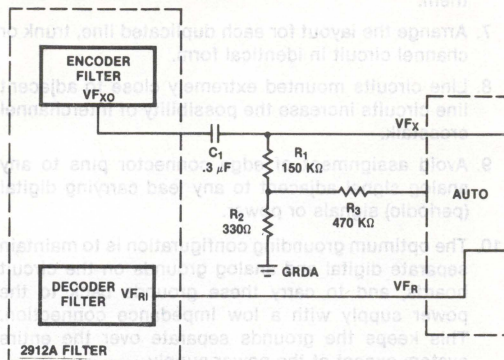 them.
7. Arrange the layout for each duplicated line, trunk or
channel circuit in identical form.
8. Line circuits mounted extremely close to adjacent
line circuits increase the possibility of interchannel
crosstalk.
9. Avoid assignment of edge connector pins to any
analog signal adjacent to any lead carrying digital
(periodic) signals or power.
10. The optimum grounding configuration is to maintain
separate digital and analog grounds on the circuit
boards, and to carry these grounds back to the
power supply with a low impedance connection.
This keeps the grounds separate over the entire
ENCODER
FILTER
VFXO
C1
.3 μF
R1
150 KΩ
VFX
AUTO
R3
470 KΩ
R2
330Ω
GRDA
DECODER
FILTER
VFRI
VFR
2912A FILTER